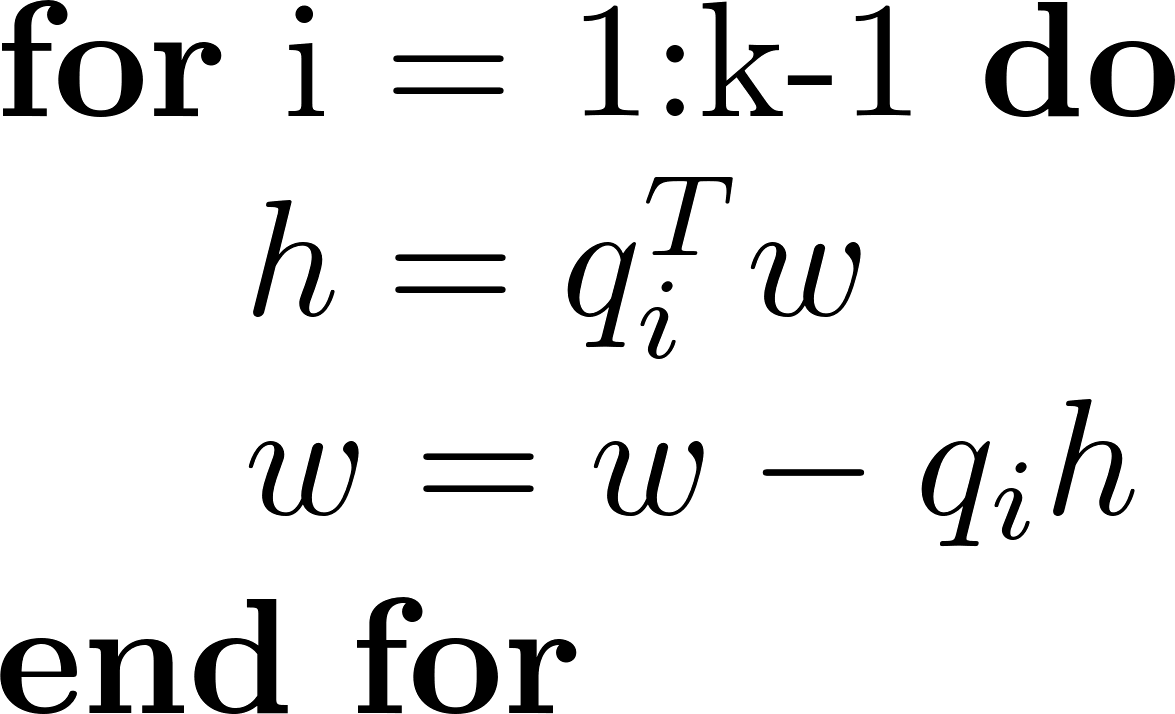 for i = 1:k-1 do
h = q_i^T w
w = w − q_i h
end for